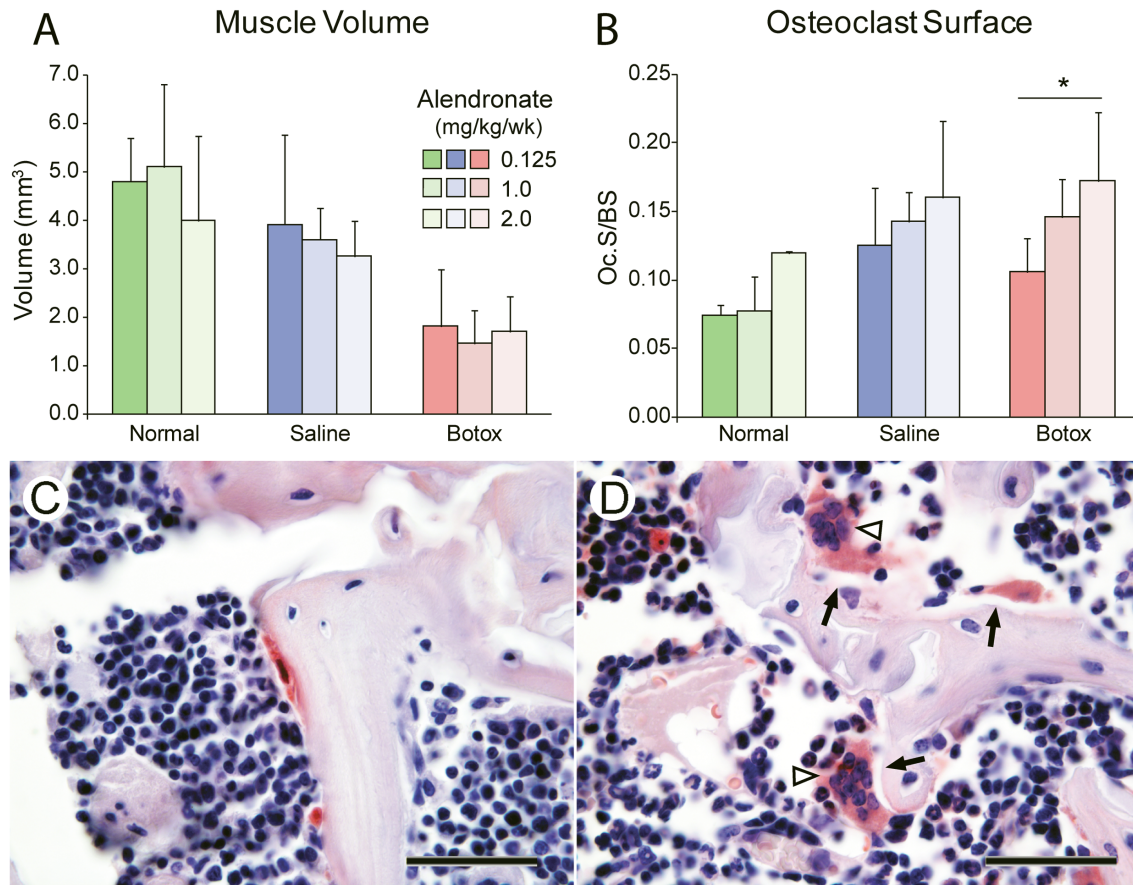 A
Muscle Volume
7.0
6.0
5.0
4.0
3.0
2.0
1.0
0.0
Volume (mm³)
Alendronate
(mg/kg/wk)
0.125
1.0
2.0
Normal
Saline
Botox
B
Osteoclast Surface
0.25
0.20
0.15
0.10
0.05
0.00
Oc.S/BS
*
Normal
Saline
Botox
C
D